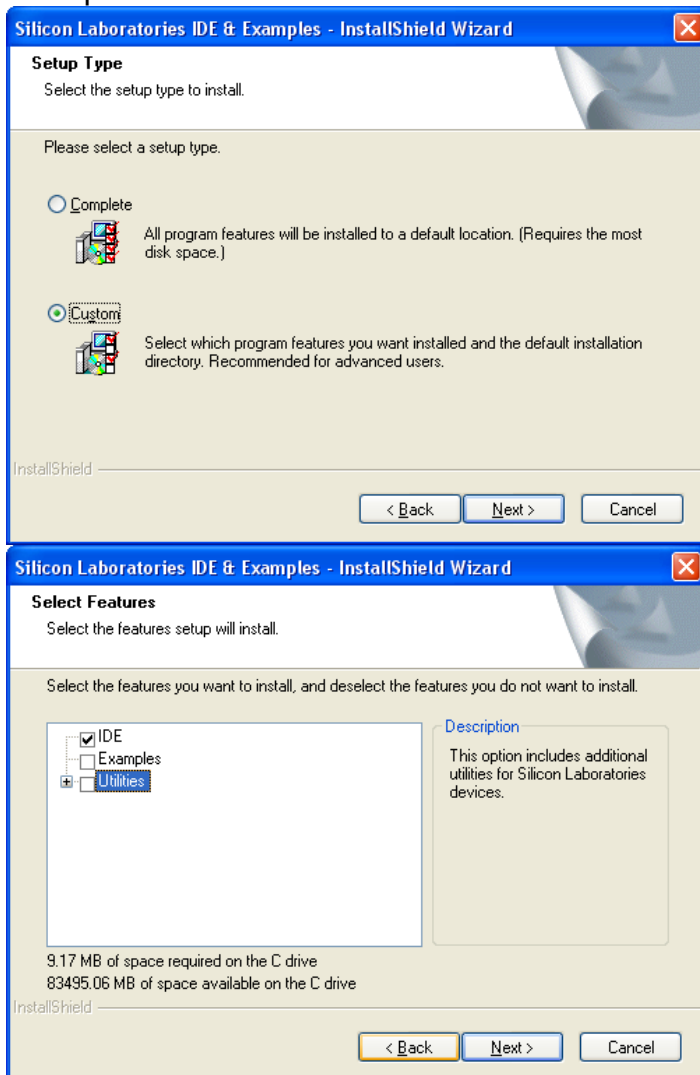 Silicon Laboratories IDE & Examples - InstallShield Wizard
Setup Type
Select the setup type to install.
Please select a setup type.
Complete
All program features will be installed to a default location. (Requires the most
disk space.)
Custom
Select which program features you want installed and the default installation
directory. Recommended for advanced users.
InstallShield
< Back
Next >
Cancel
Silicon Laboratories IDE & Examples - InstallShield Wizard
Select Features
Select the features setup will install.
Select the features you want to install, and deselect the features you do not want to install.
IDE
Examples
Utilities
Description
This option includes additional
utilities for Silicon Laboratories
devices.
9.17 MB of space required on the C drive
83495.06 MB of space available on the C drive
InstallShield
< Back
Next >
Cancel